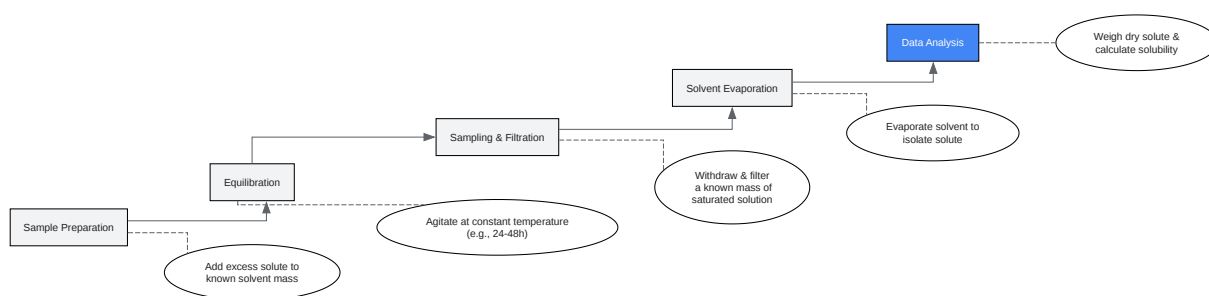 Data Analysis
Weigh dry solute &
calculate solubility
Solvent Evaporation
Evaporate solvent to
isolate solute
Sampling & Filtration
Withdraw & filter
a known mass of
saturated solution
Equilibration
Agitate at constant temperature
(e.g., 24-48h)
Sample Preparation
Add excess solute to
known solvent mass